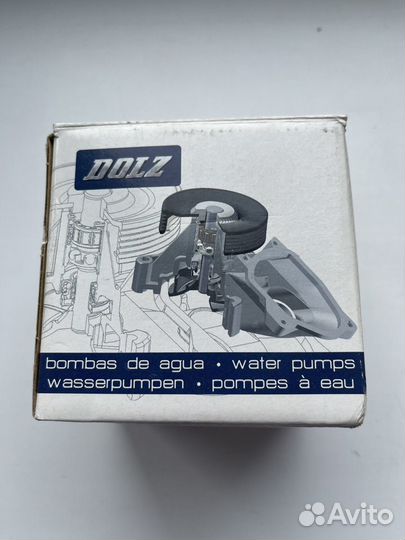 DOLZ
bombas de agua · water pumps
wasserpumpen · pompes à eau
Avito